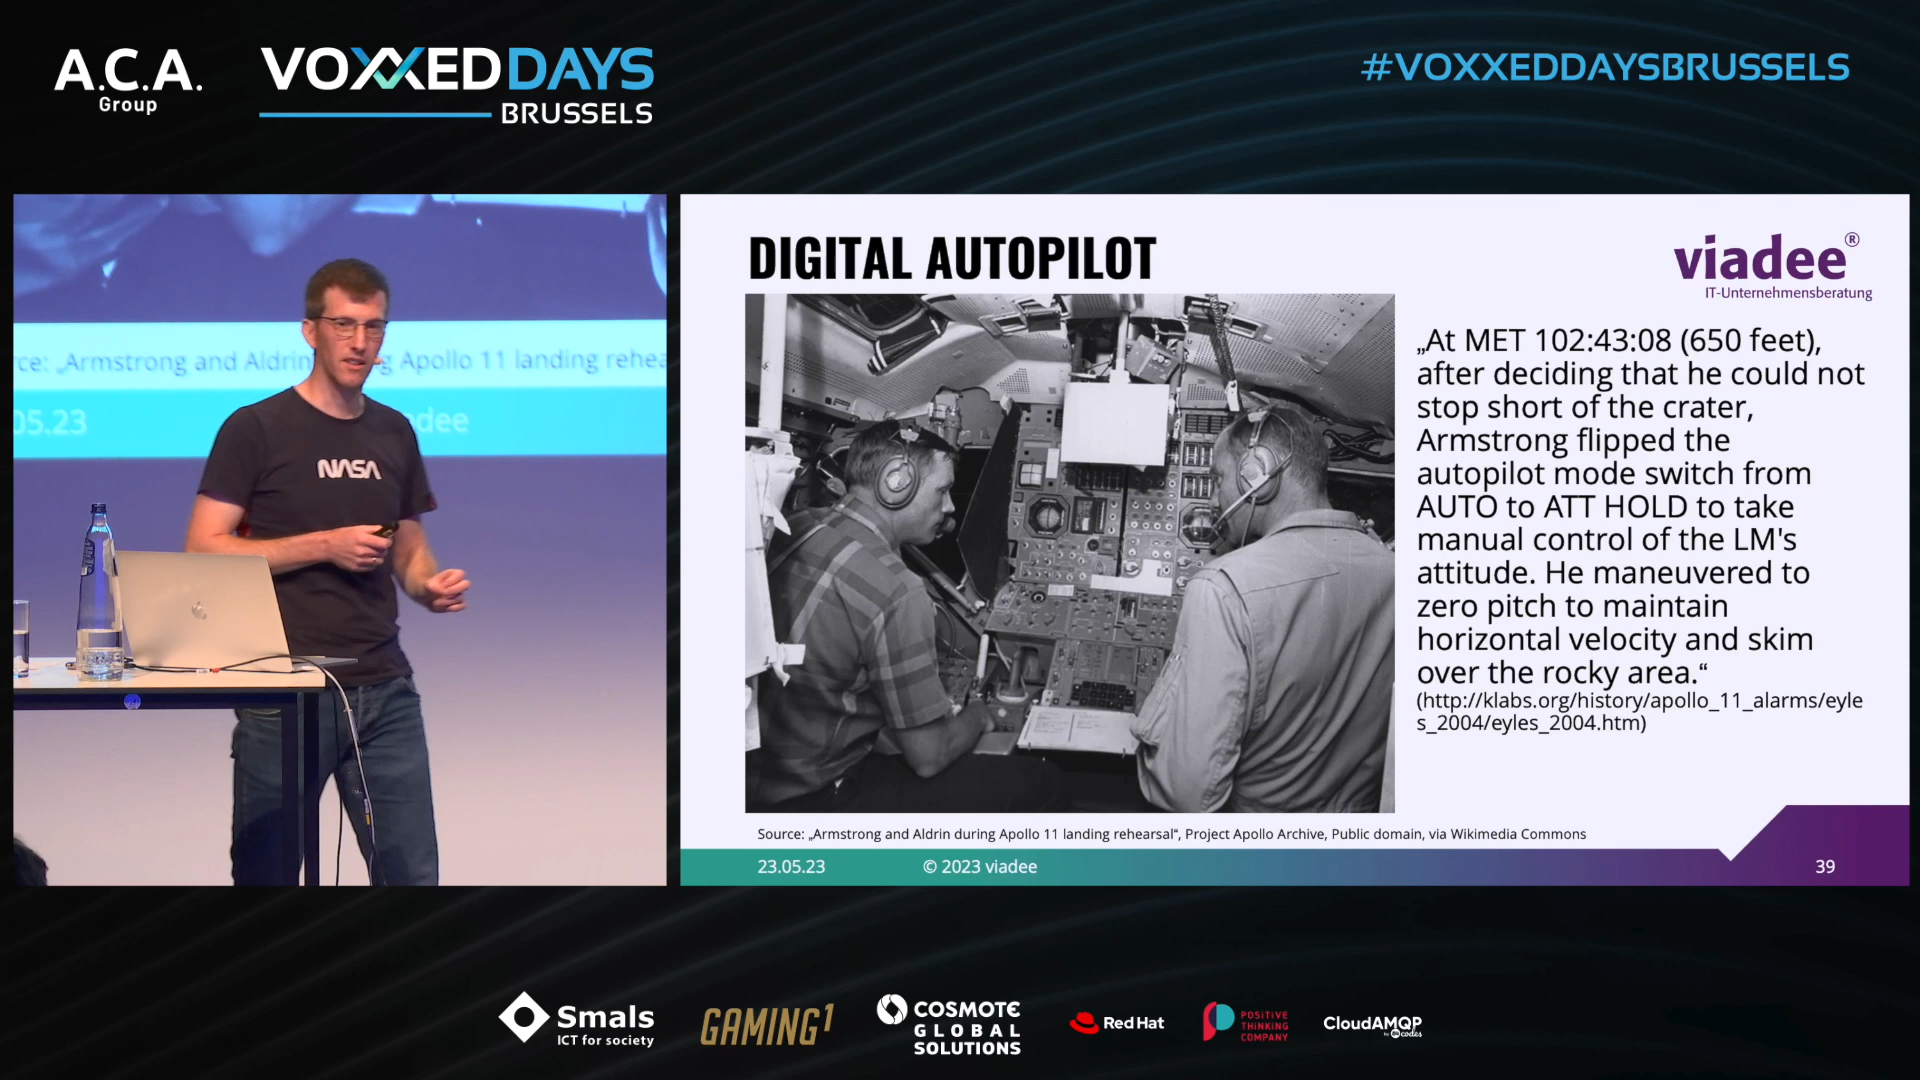 A.C.A.
Group
VOXXEDDAYS
BRUSSELS
#VOXXEDDAYSBRUSSELS
rce: „Armstrong and Aldrin during Apollo 11 landing rehea
05.23
adee
NASA
DIGITAL AUTOPILOT
viadee®
IT-Unternehmensberatung
„At MET 102:43:08 (650 feet),
after deciding that he could not
stop short of the crater,
Armstrong flipped the
autopilot mode switch from
AUTO to ATT HOLD to take
manual control of the LM's
attitude. He maneuvered to
zero pitch to maintain
horizontal velocity and skim
over the rocky area.“
(http://klabs.org/history/apollo_11_alarms/eyle
s_2004/eyles_2004.htm)
Source: „Armstrong and Aldrin during Apollo 11 landing rehearsal“, Project Apollo Archive, Public domain, via Wikimedia Commons
23.05.23
© 2023 viadee
39
Smals
ICT for society
GAMING1
COSMOTE
GLOBAL
SOLUTIONS
Red Hat
POSITIVE
THINKING
COMPANY
CloudAMQP
by 84codes